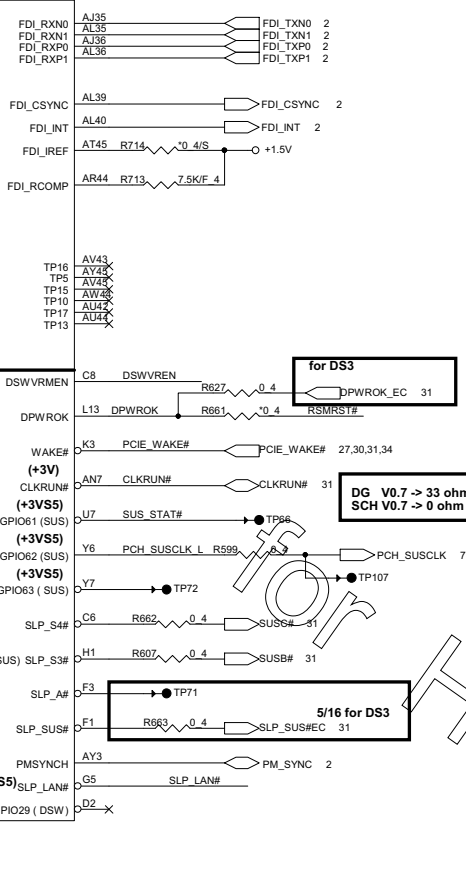 FDI_RXN0 AJ35 FDI_TXN0 2
FDI_RXN1 AL35 FDI_TXN1 2
FDI_RXP0 AJ36 FDI_TXP0 2
FDI_RXP1 AL36 FDI_TXP1 2
FDI_CSYNC AL39 FDI_CSYNC 2
FDI_INT AL40 FDI_INT 2
FDI_IREF AT45 R714 *0_4/S +1.5V
FDI_RCOMP AR44 R713 7.5K/F_4
TP16 AV43
TP5 AY45
TP15 AV45
TP10 AW44
TP17 AU42
TP13 AU44
for DS3
DSWVRMEN C8 DSWVREN
R627 0_4 DPWROK_EC 31
DPWROK L13 DPWROK R661 *0_4 RSMRST#
WAKE# K3 PCIE_WAKE# PCIE_WAKE# 27,30,31,34
(+3V)
CLKRUN# AN7 CLKRUN# CLKRUN# 31
DG V0.7 -> 33 ohm
SCH V0.7 -> 0 ohm
(+3VS5)
GPIO61 (SUS) U7 SUS_STAT# TP66
(+3VS5)
GPIO62 (SUS) Y6 PCH_SUSCLK_L R599 0_4 PCH_SUSCLK 7
(+3VS5)
TP107
GPIO63 ( SUS) Y7 TP72
SLP_S4# C6 R662 0_4 SUSC# 31
SUS) SLP_S3# H1 R607 0_4 SUSB# 31
SLP_A# F3 TP71
5/16 for DS3
SLP_SUS# F1 R663 0_4 SLP_SUS#EC 31
PMSYNCH AY3 PM_SYNC 2
S5) SLP_LAN# G5 SLP_LAN#
PIO29 ( DSW) D2
for H